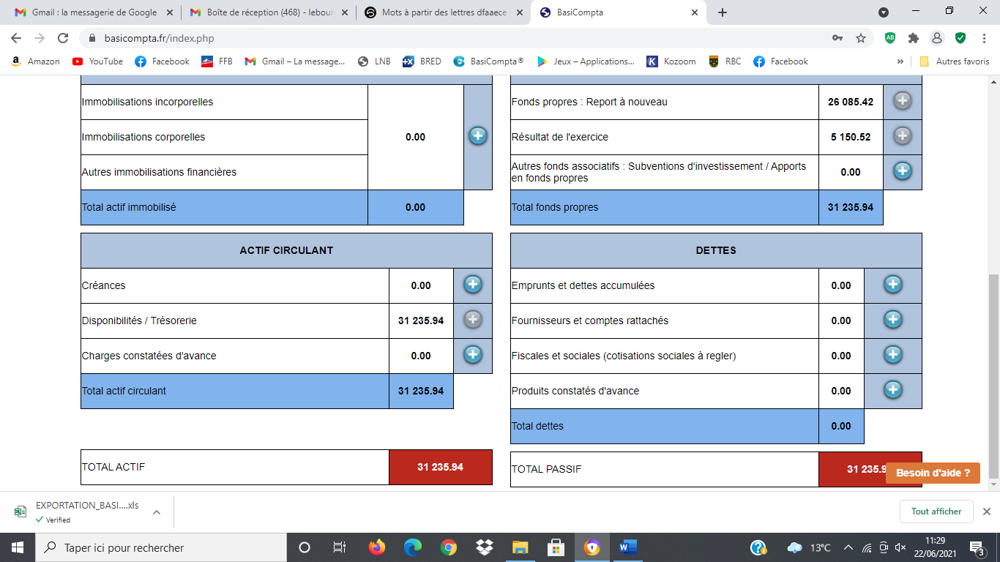 Gmail : la messagerie de Google
Boîte de réception (468) - lebour
Mots à partir des lettres dfaaece
BasiCompta
basicompta.fr/index.php
Amazon
YouTube
Facebook
FFB
Gmail – La message...
LNB
BRED
BasiCompta®
Jeux – Applications...
Kozoom
RBC
Facebook
»
Autres favoris
Immobilisations incorporelles
Immobilisations corporelles
0.00
Autres immobilisations financières
Total actif immobilisé 0.00
Fonds propres : Report à nouveau 26 085.42
Résultat de l'exercice 5 150.52
Autres fonds associatifs : Subventions d'investissement / Apports
en fonds propres
0.00
Total fonds propres 31 235.94
ACTIF CIRCULANT
Créances 0.00
Disponibilités / Trésorerie 31 235.94
Charges constatées d'avance 0.00
Total actif circulant 31 235.94
DETTES
Emprunts et dettes accumulées 0.00
Fournisseurs et comptes rattachés 0.00
Fiscales et sociales (cotisations sociales à regler) 0.00
Produits constatés d'avance 0.00
Total dettes 0.00
TOTAL ACTIF 31 235.94
TOTAL PASSIF 31 235.9
Besoin d'aide ?
EXPORTATION_BASI....xls
Verified
Tout afficher
Taper ici pour rechercher
13°C
11:29
22/06/2021
3